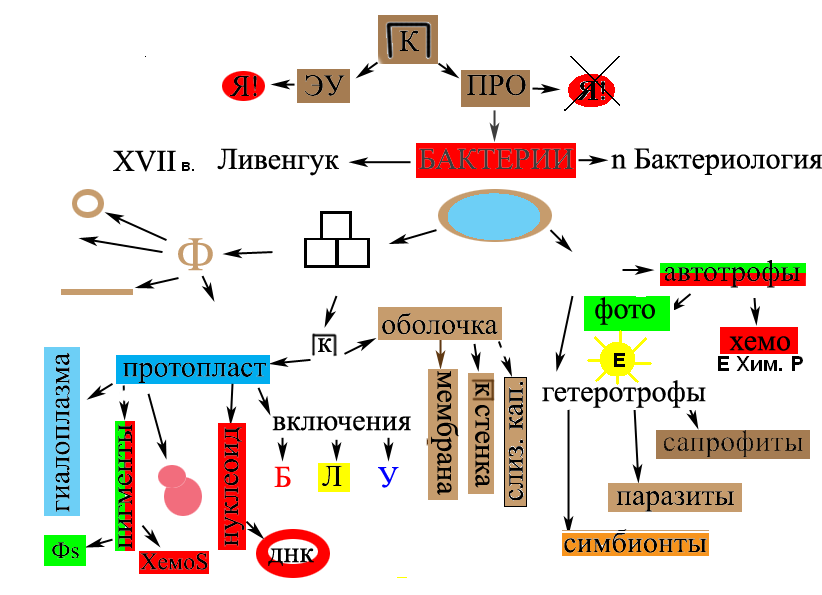 К
Я! ЭУ ПРО Я!
XVII в. Ливенгук БАКТЕРИИ n Бактериология
Ф
автотрофы
фото
хемо
Е Хим. Р
Е
оболочка
к
протопласт
гетеротрофы
гиалоплазма
пигменты
нуклеоид
включения
Б Л У
мембрана
к стенка
слиз. кап.
сапрофиты
паразиты
симбионты
Фs
ХемоS
днк